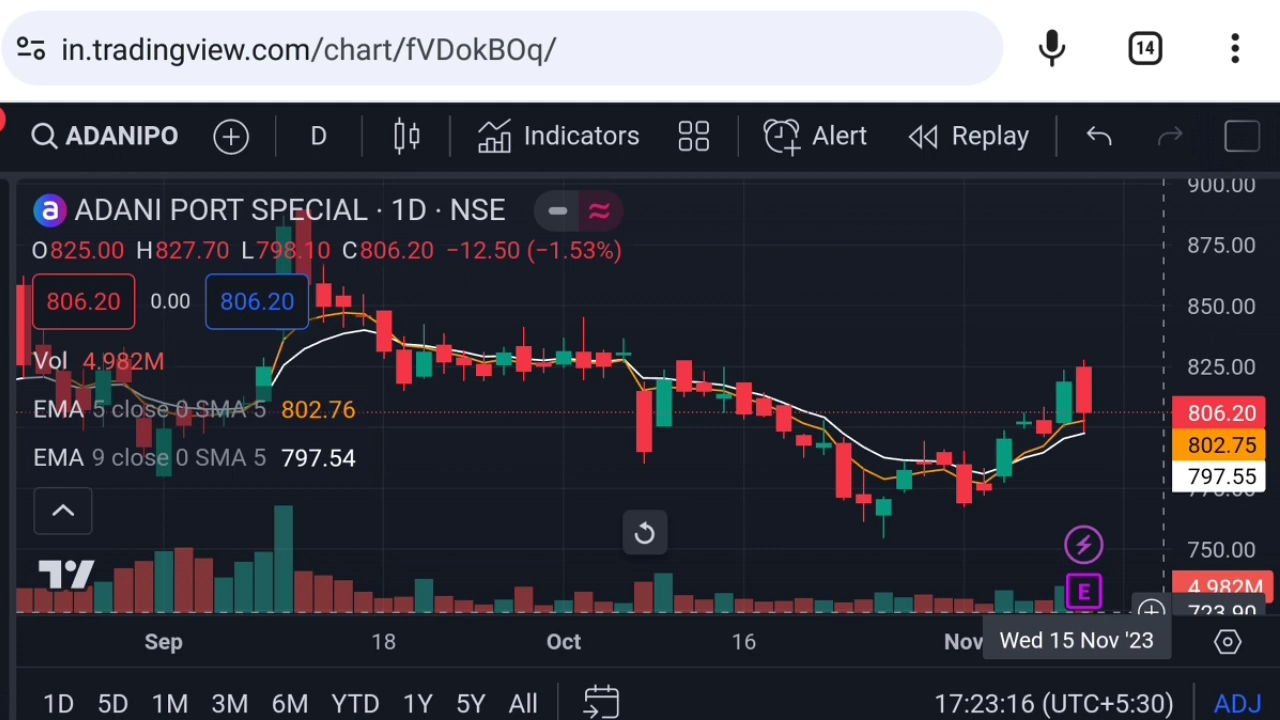 in.tradingview.com/chart/fVDokBOq/ 14
ADANIPO D Indicators Alert Replay
a ADANI PORT SPECIAL · 1D · NSE
O825.00 H827.70 L798.10 C806.20 −12.50 (−1.53%)
806.20 0.00 806.20
Vol 4.982M
EMA 5 close 0 SMA 5 802.76
EMA 9 close 0 SMA 5 797.54
900.00
875.00
850.00
825.00
806.20
802.75
797.55
750.00
4.982M
723.90
E
Sep 18 Oct 16 Nov Wed 15 Nov '23
1D 5D 1M 3M 6M YTD 1Y 5Y All 17:23:16 (UTC+5:30) ADJ